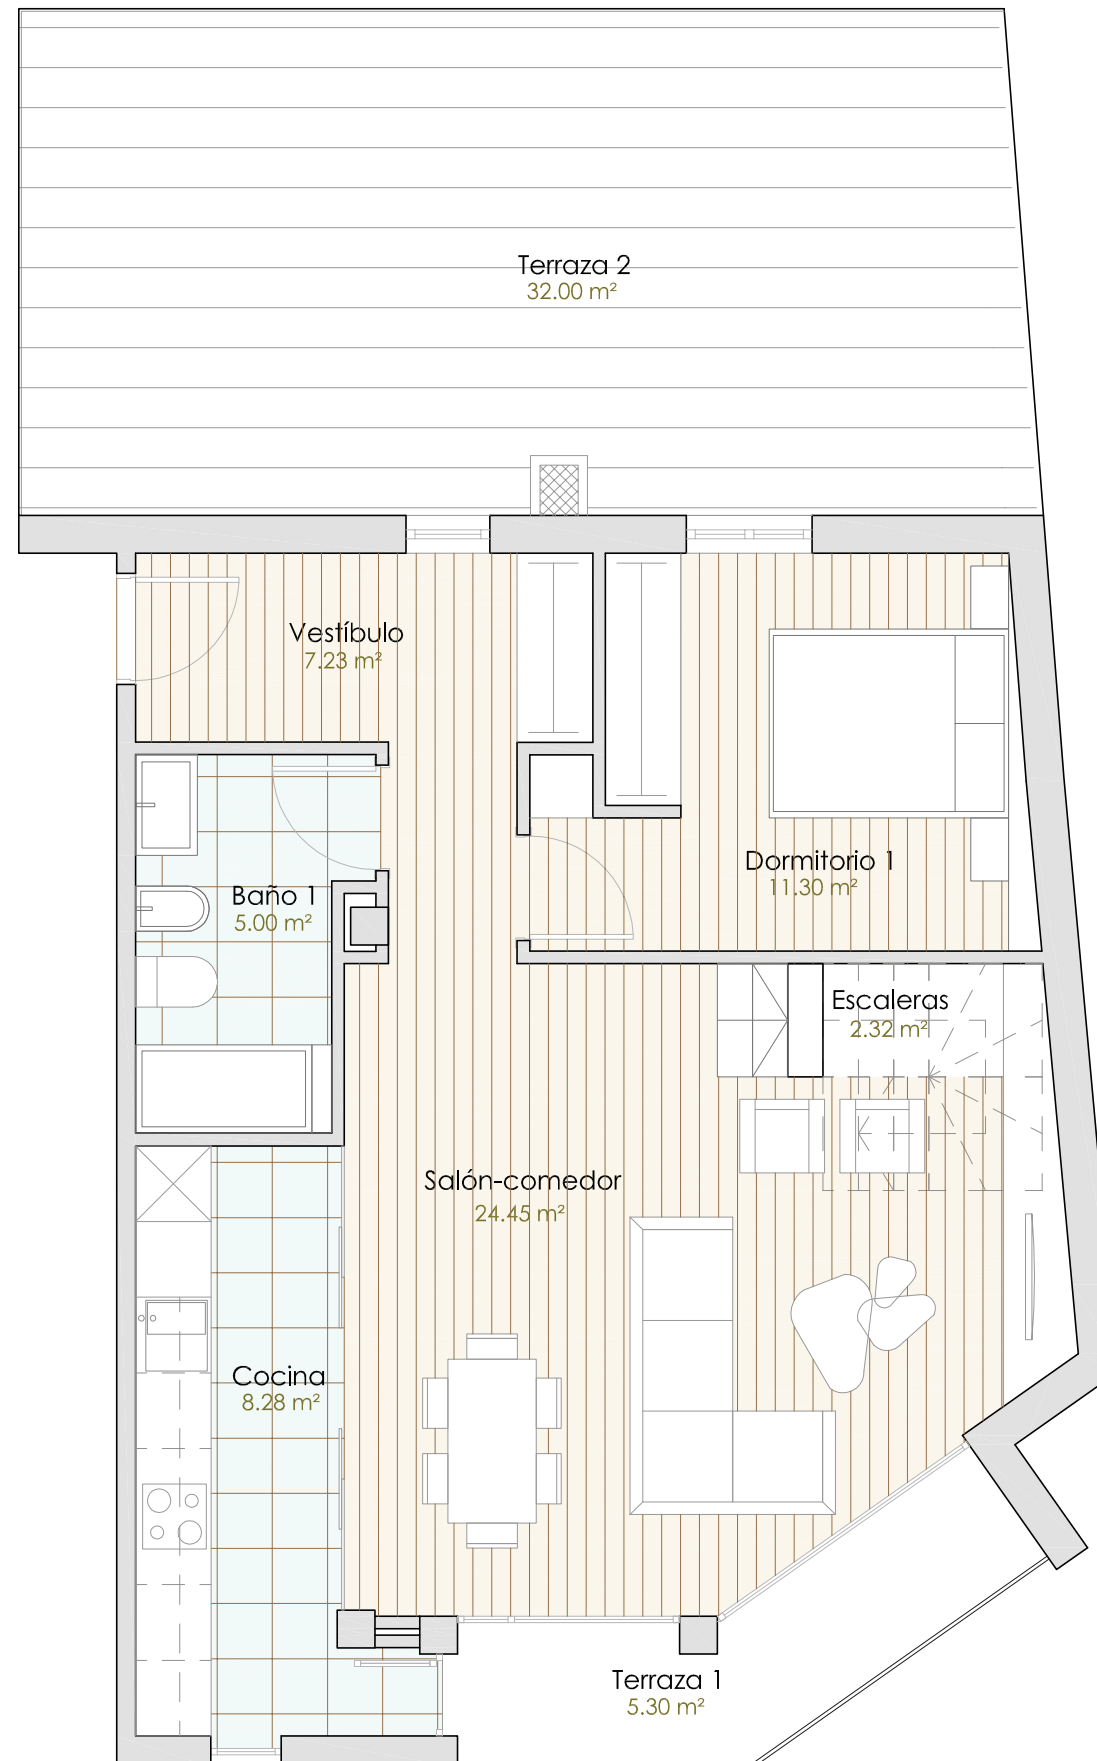 Terraza 2
32.00 m²
Vestíbulo
7.23 m²
Dormitorio 1
11.30 m²
Baño 1
5.00 m²
Escaleras
2.32 m²
Salón-comedor
24.45 m²
Cocina
8.28 m²
Terraza 1
5.30 m²